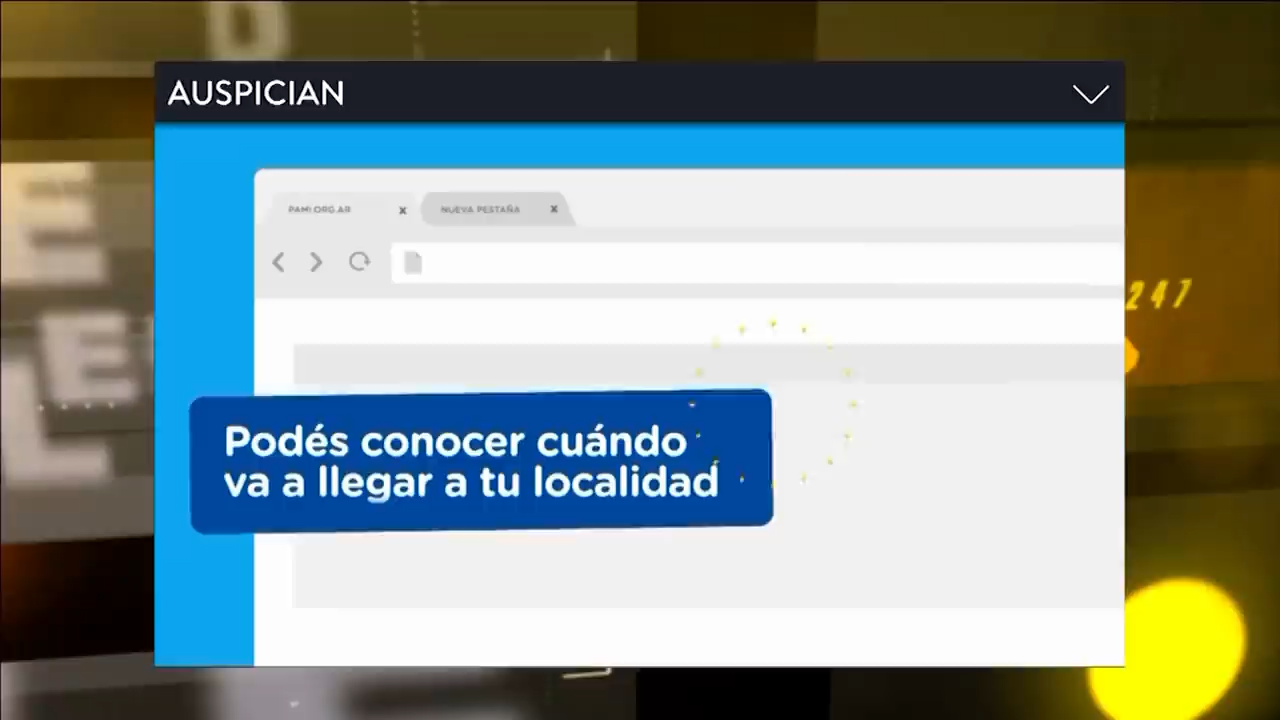 AUSPICIAN
PAMI.ORG.AR x
NUEVA PESTAÑA x
247
Podés conocer cuándo
va a llegar a tu localidad